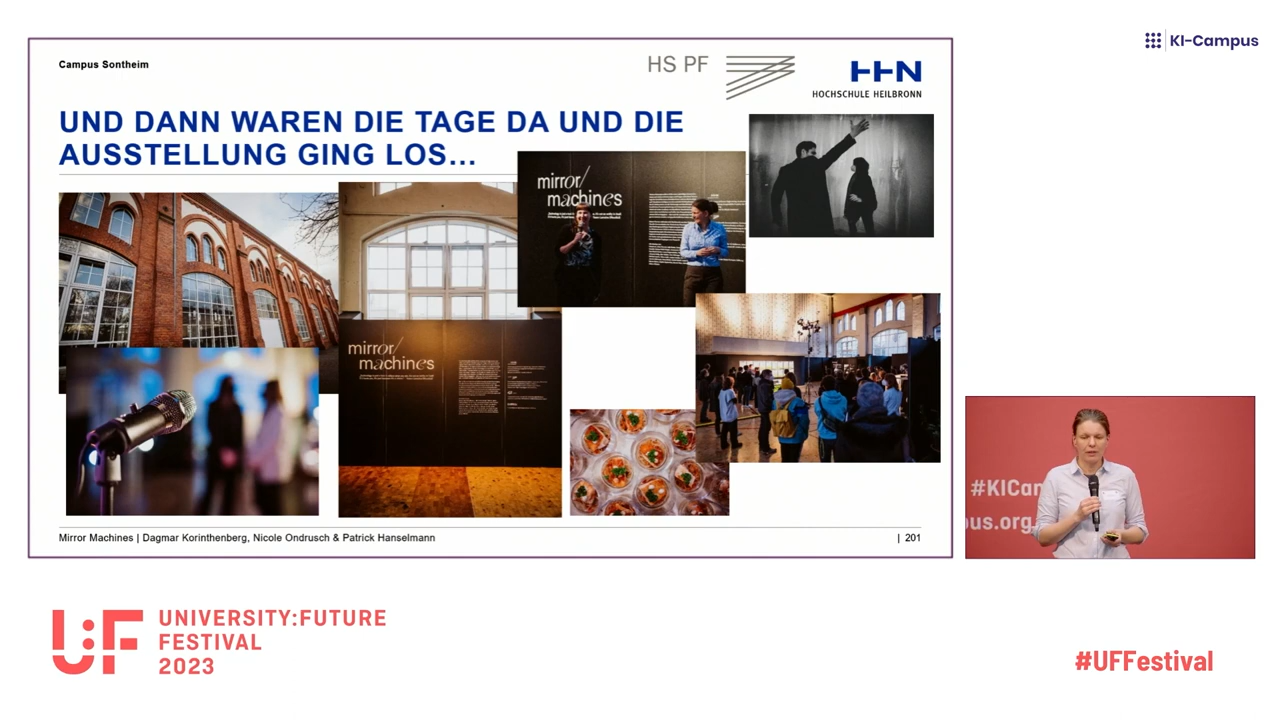 KI-Campus
Campus Sontheim
HS PF
HHN
HOCHSCHULE HEILBRONN
UND DANN WAREN DIE TAGE DA UND DIE
AUSSTELLUNG GING LOS...
mirror/
machines
mirror/
machines
#KICam
us.org
Mirror Machines | Dagmar Korinthenberg, Nicole Ondrusch & Patrick Hanselmann
| 201
U:F
UNIVERSITY:FUTURE
FESTIVAL
2023
#UFFestival